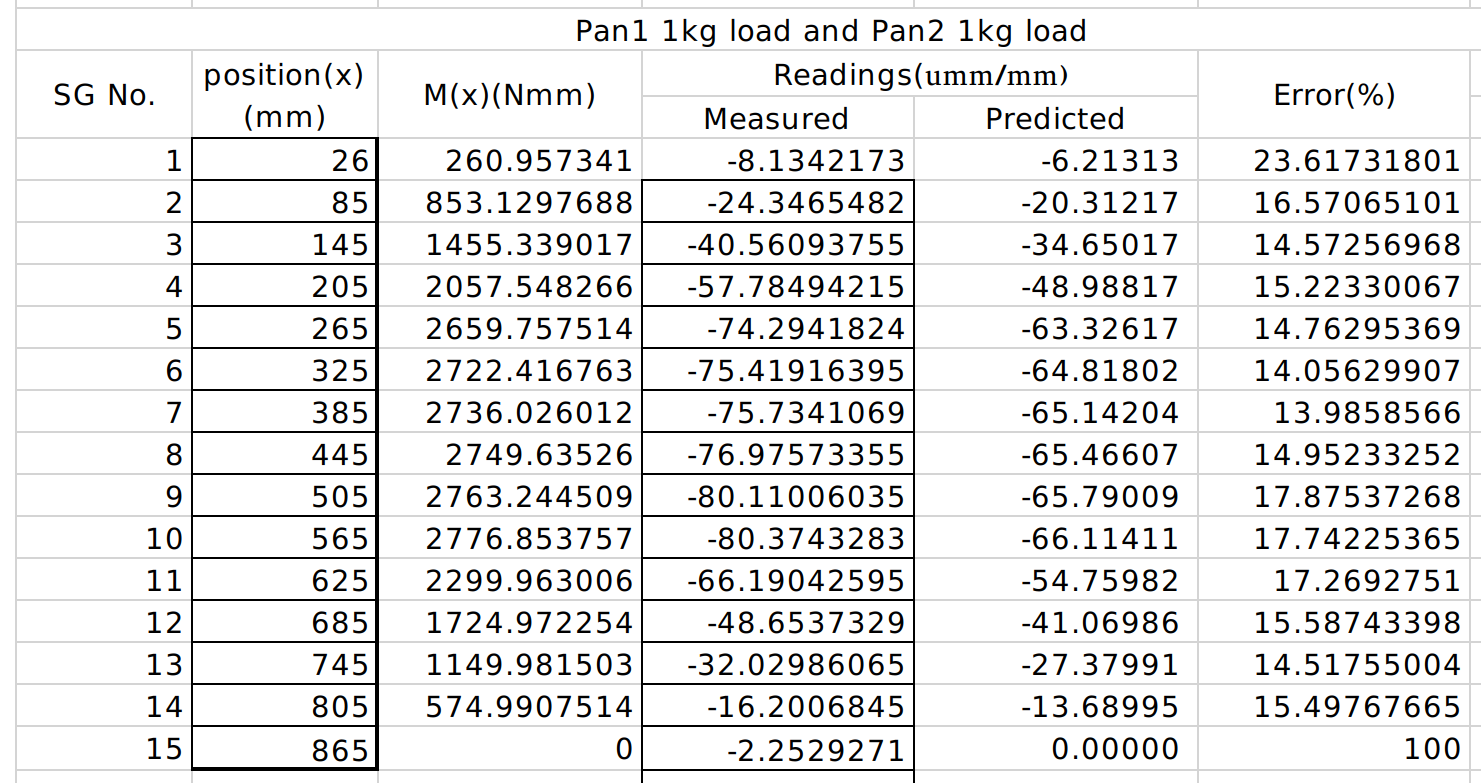 Pan1 1kg load and Pan2 1kg load
SG No. position(x) (mm) M(x)(Nmm) Readings(umm/mm) Error(%)
Measured Predicted
1 26 260.957341 -8.1342173 -6.21313 23.61731801
2 85 853.1297688 -24.3465482 -20.31217 16.57065101
3 145 1455.339017 -40.56093755 -34.65017 14.57256968
4 205 2057.548266 -57.78494215 -48.98817 15.22330067
5 265 2659.757514 -74.2941824 -63.32617 14.76295369
6 325 2722.416763 -75.41916395 -64.81802 14.05629907
7 385 2736.026012 -75.7341069 -65.14204 13.9858566
8 445 2749.63526 -76.97573355 -65.46607 14.95233252
9 505 2763.244509 -80.11006035 -65.79009 17.87537268
10 565 2776.853757 -80.3743283 -66.11411 17.74225365
11 625 2299.963006 -66.19042595 -54.75982 17.2692751
12 685 1724.972254 -48.6537329 -41.06986 15.58743398
13 745 1149.981503 -32.02986065 -27.37991 14.51755004
14 805 574.9907514 -16.2006845 -13.68995 15.49767665
15 865 0 -2.2529271 0.00000 100